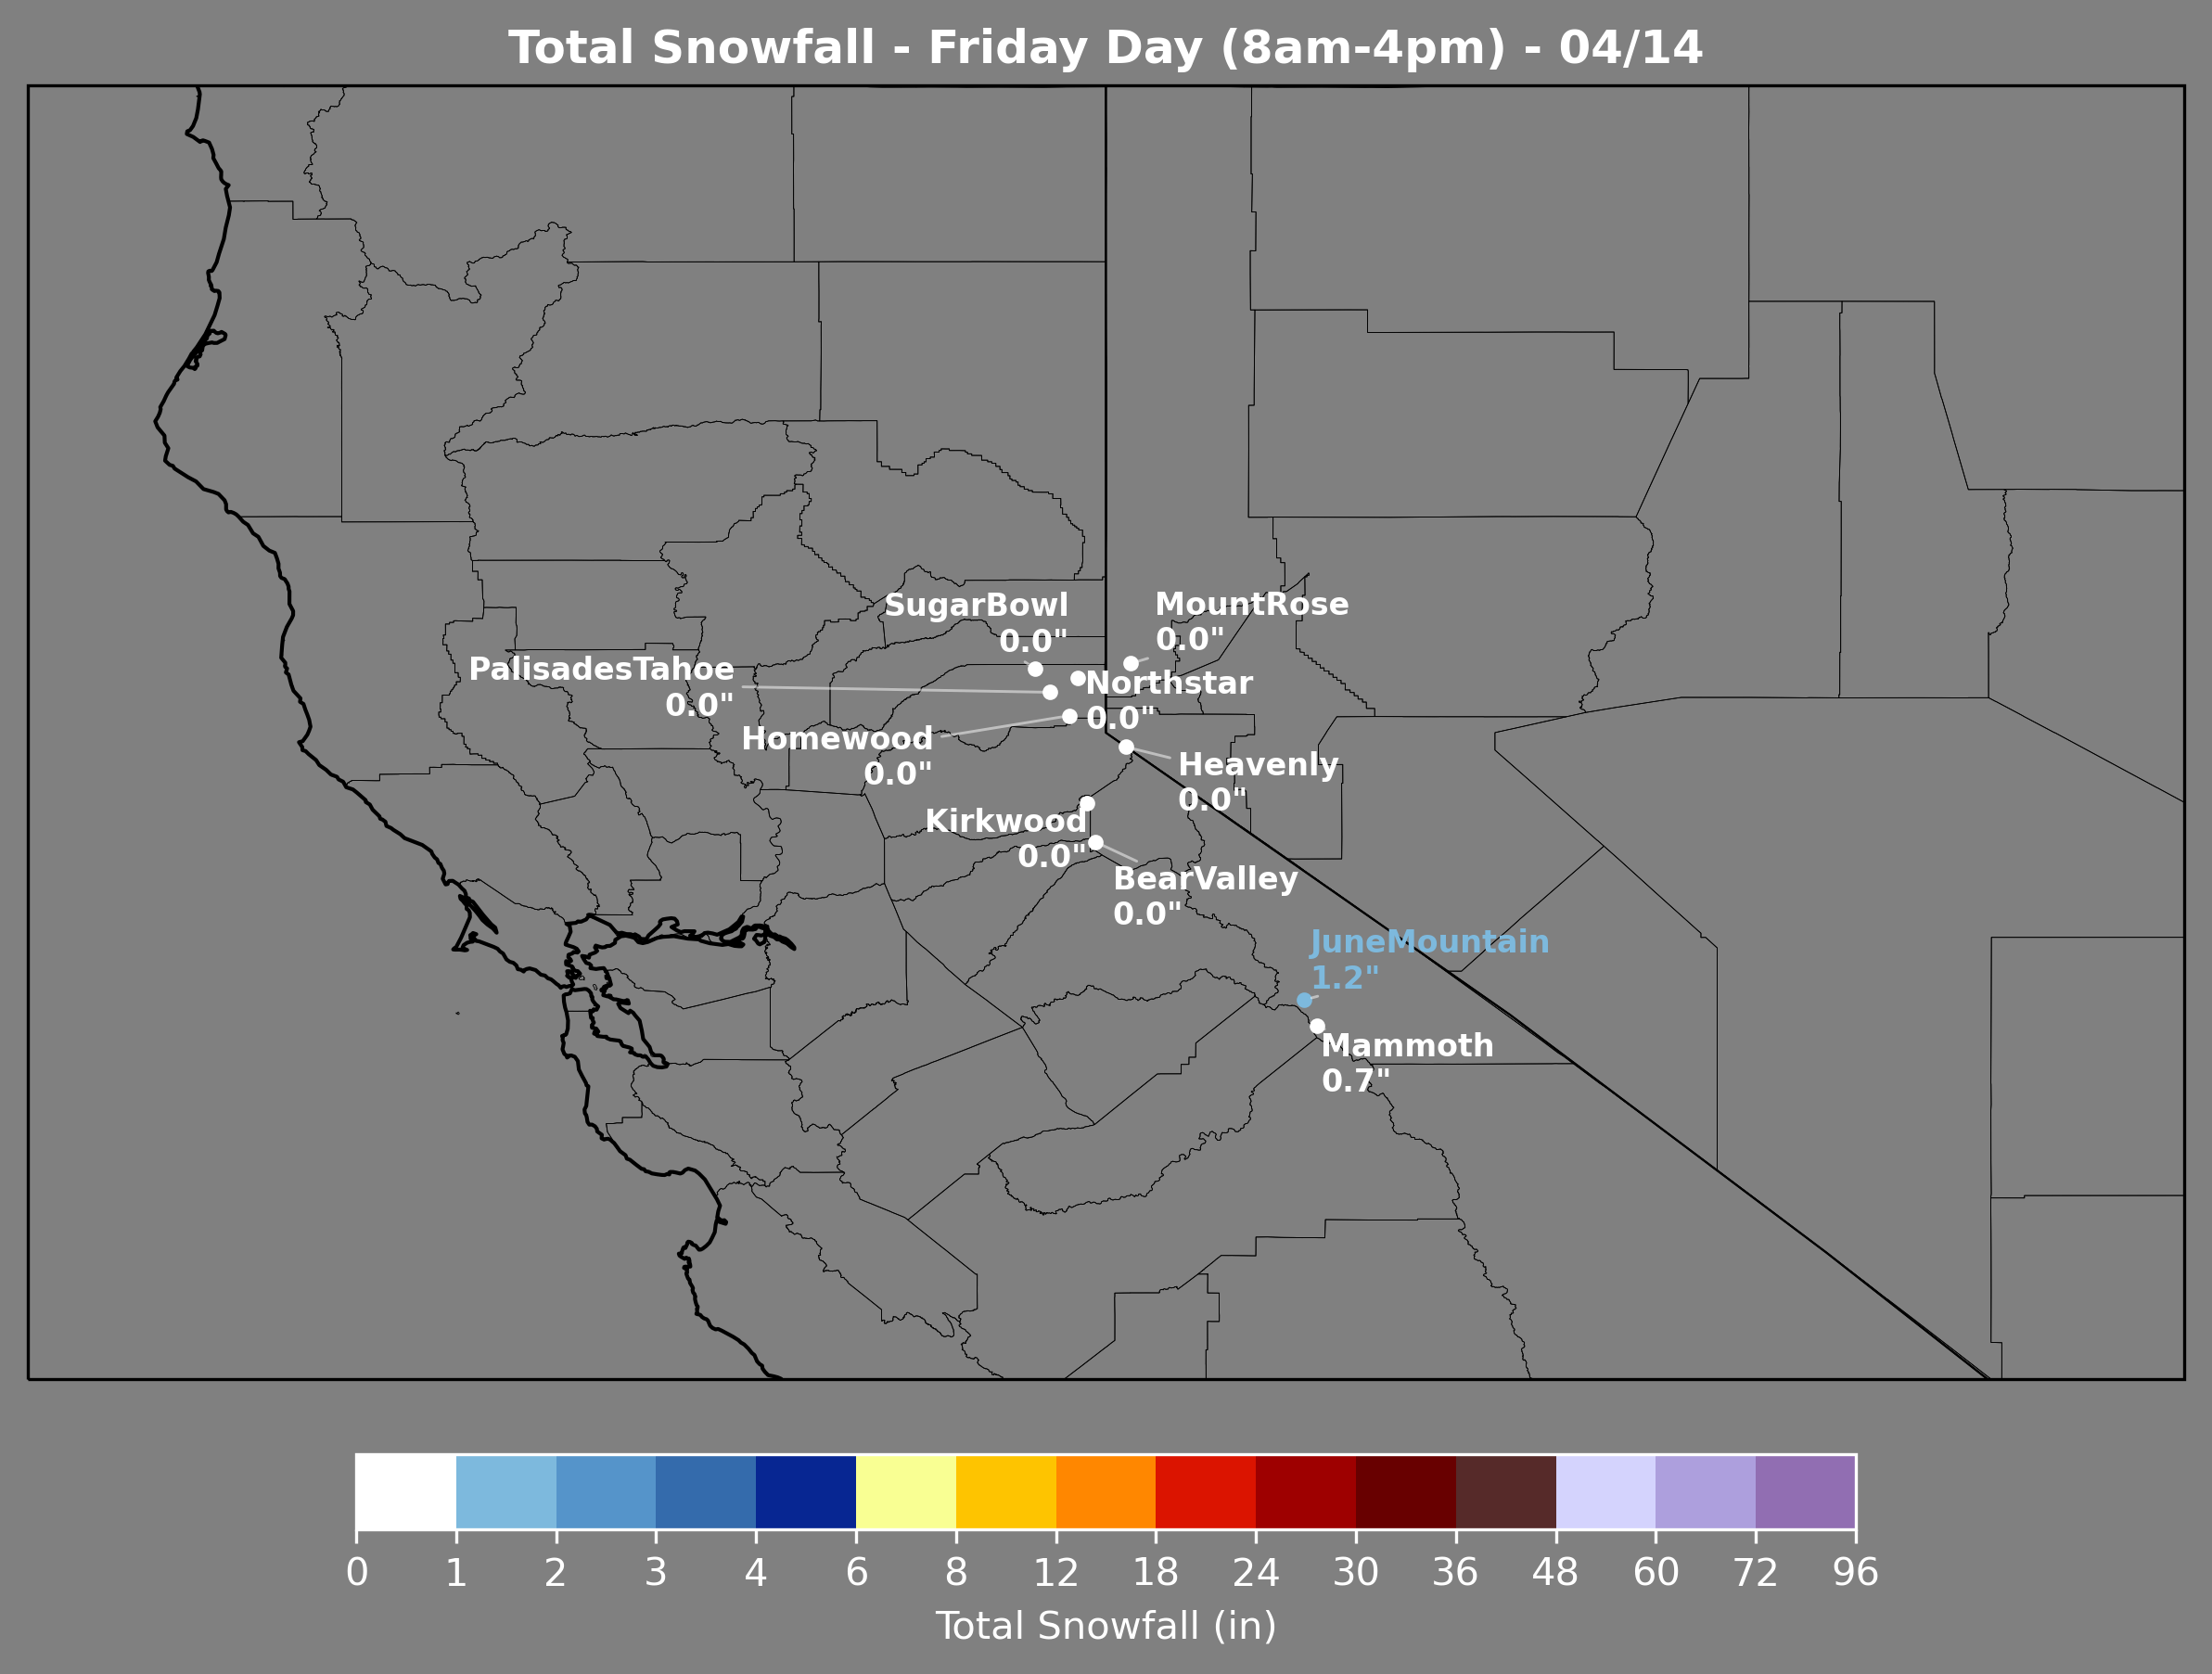 Total Snowfall - Friday Day (8am-4pm) - 04/14
SugarBowl
0.0"
MountRose
0.0"
PalisadesTahoe
0.0"
Northstar
0.0"
Homewood
0.0"
Heavenly
0.0"
Kirkwood
0.0"
BearValley
0.0"
JuneMountain
1.2"
Mammoth
0.7"
0 1 2 3 4 6 8 12 18 24 30 36 48 60 72 96
Total Snowfall (in)